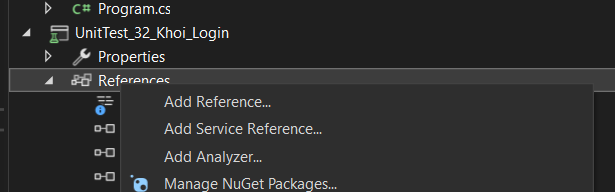 C# Program.cs
UnitTest_32_Khoi_Login
Properties
References
Add Reference...
Add Service Reference...
Add Analyzer...
Manage NuGet Packages...